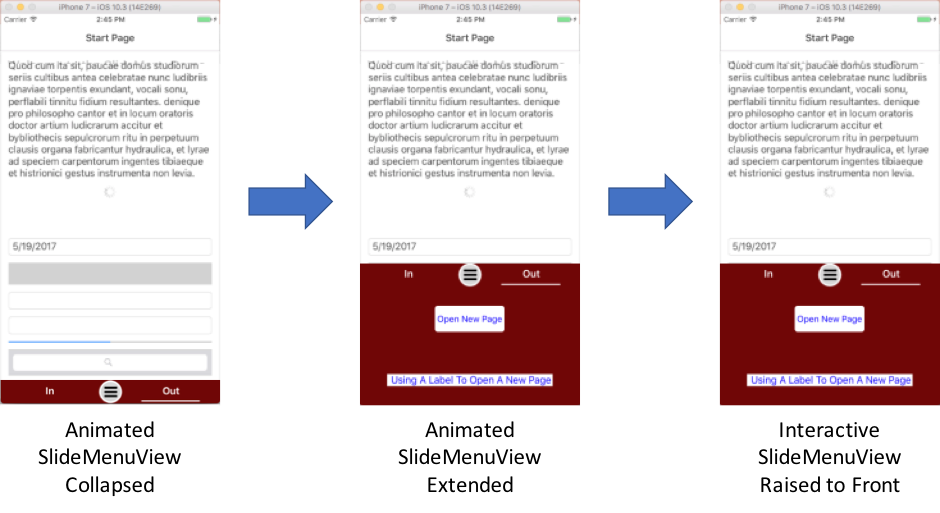 iPhone 7 – iOS 10.3 (14E269)
Carrier
2:45 PM
Start Page
Quod cum ita sit, paucae domus studiorum
seriis cultibus antea celebratae nunc ludibriis
ignaviae torpentis exundant, vocali sonu,
perflabili tinnitu fidium resultantes. denique
pro philosopho cantor et in locum oratoris
doctor artium ludicrarum accitur et
bybliothecis sepulcrorum ritu in perpetuum
clausis organa fabricantur hydraulica, et lyrae
ad speciem carpentorum ingentes tibiaeque
et histrionici gestus instrumenta non levia.
5/19/2017
In
Out
Animated
SlideMenuView
Collapsed
iPhone 7 – iOS 10.3 (14E269)
Carrier
2:45 PM
Start Page
Quod cum ita sit, paucae domus studiorum
seriis cultibus antea celebratae nunc ludibriis
ignaviae torpentis exundant, vocali sonu,
perflabili tinnitu fidium resultantes. denique
pro philosopho cantor et in locum oratoris
doctor artium ludicrarum accitur et
bybliothecis sepulcrorum ritu in perpetuum
clausis organa fabricantur hydraulica, et lyrae
ad speciem carpentorum ingentes tibiaeque
et histrionici gestus instrumenta non levia.
5/19/2017
In
Out
Open New Page
Using A Label To Open A New Page
Animated
SlideMenuView
Extended
iPhone 7 – iOS 10.3 (14E269)
Carrier
2:45 PM
Start Page
Quod cum ita sit, paucae domus studiorum
seriis cultibus antea celebratae nunc ludibriis
ignaviae torpentis exundant, vocali sonu,
perflabili tinnitu fidium resultantes. denique
pro philosopho cantor et in locum oratoris
doctor artium ludicrarum accitur et
bybliothecis sepulcrorum ritu in perpetuum
clausis organa fabricantur hydraulica, et lyrae
ad speciem carpentorum ingentes tibiaeque
et histrionici gestus instrumenta non levia.
5/19/2017
In
Out
Open New Page
Using A Label To Open A New Page
Interactive
SlideMenuView
Raised to Front